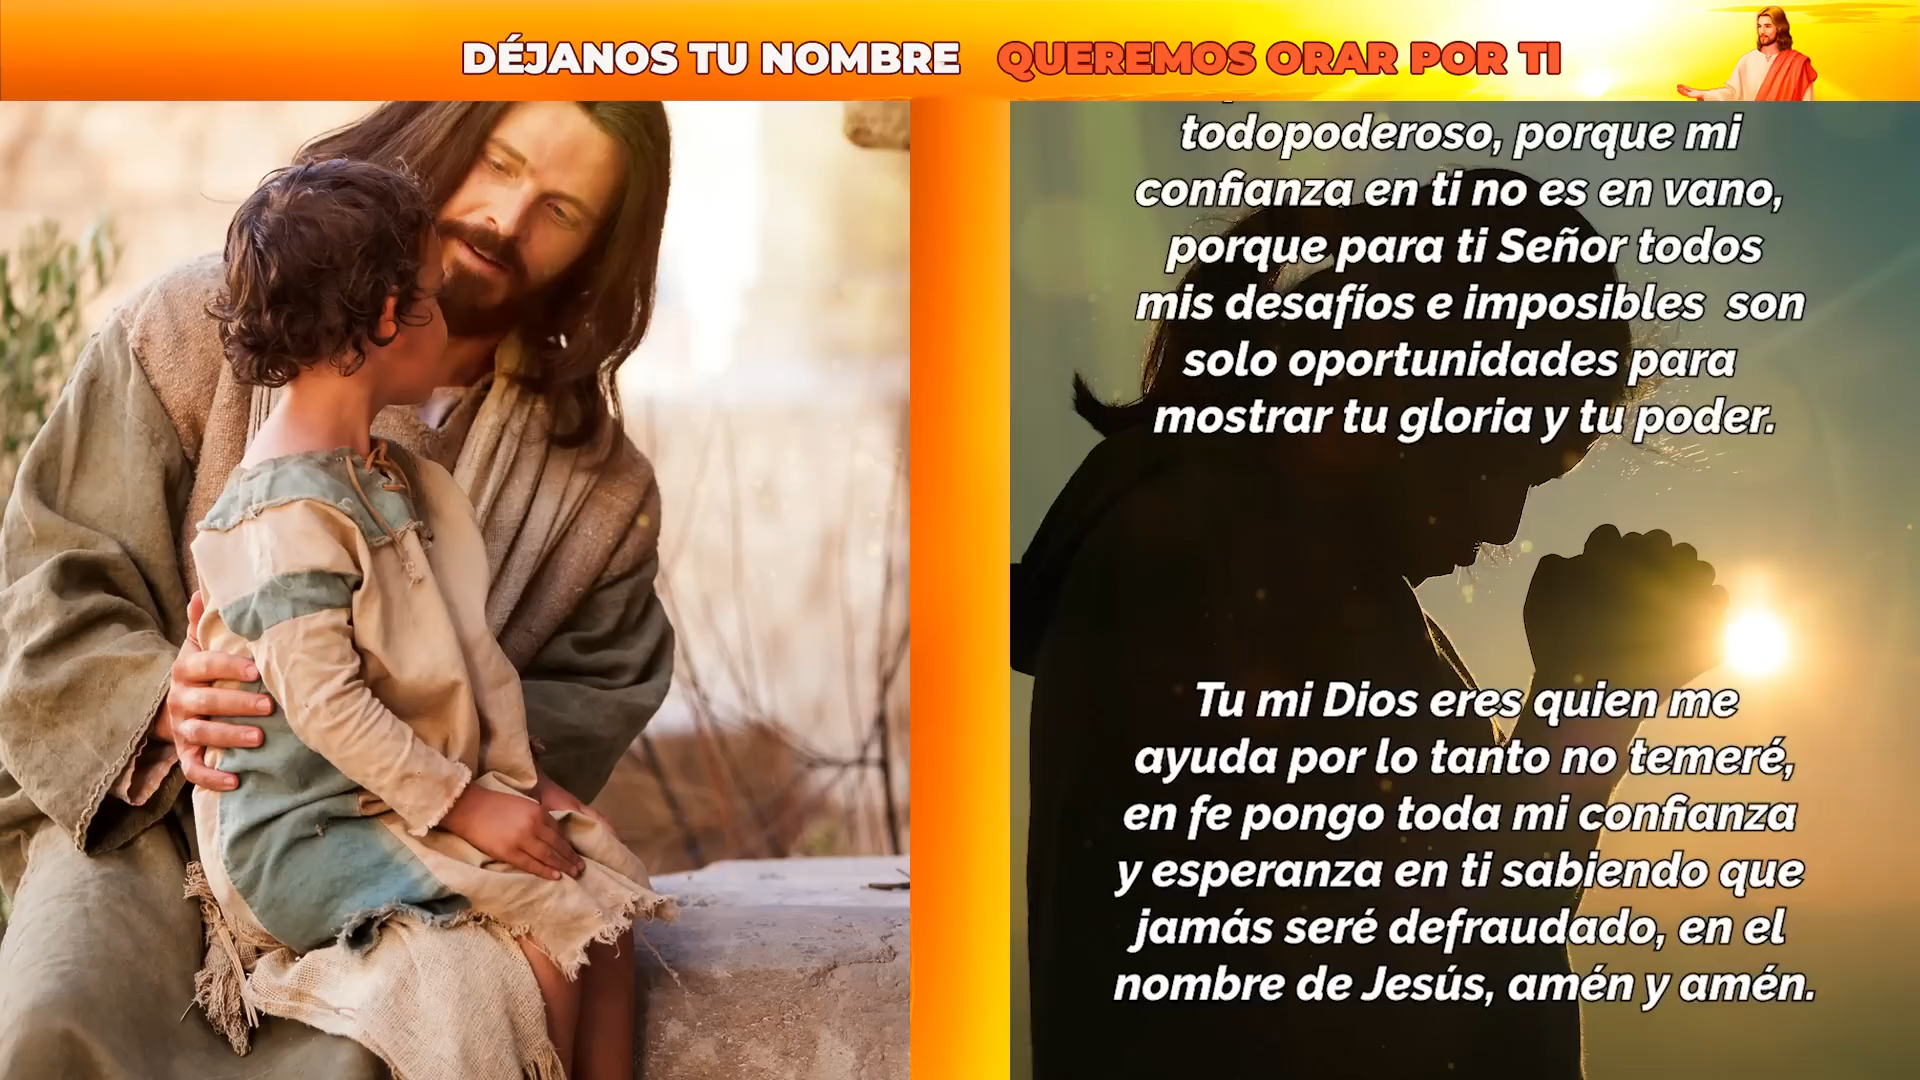 DÉJANOS TU NOMBRE QUEREMOS ORAR POR TI
todopoderoso, porque mi
confianza en ti no es en vano,
porque para ti Señor todos
mis desafíos e imposibles son
solo oportunidades para
mostrar tu gloria y tu poder.
Tu mi Dios eres quien me
ayuda por lo tanto no temeré,
en fe pongo toda mi confianza
y esperanza en ti sabiendo que
jamás seré defraudado, en el
nombre de Jesús, amén y amén.